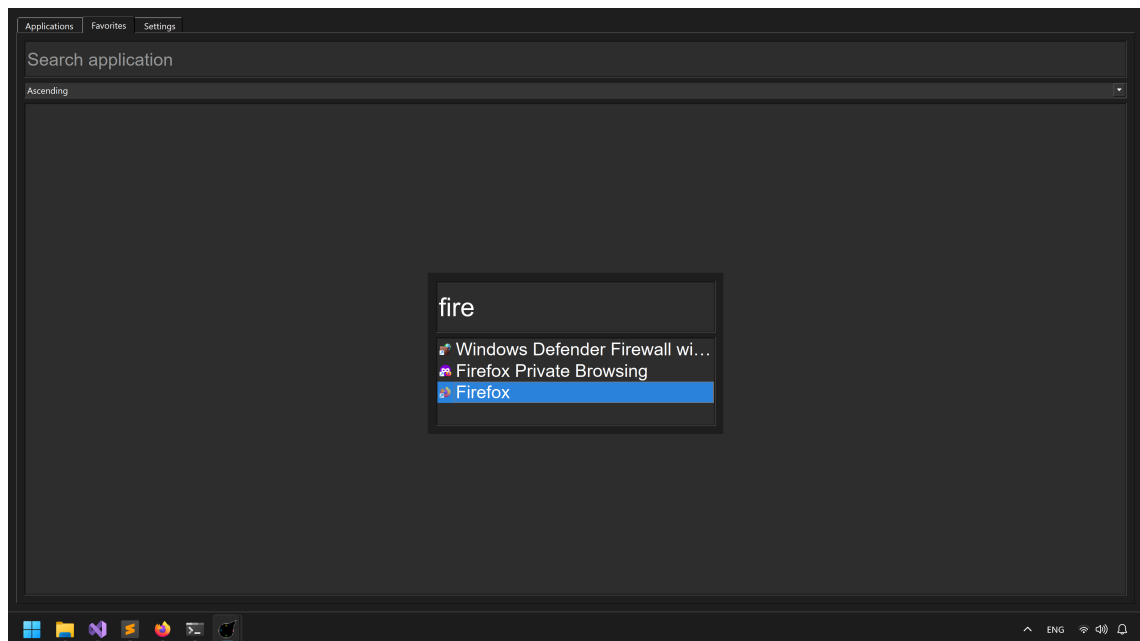 Applications Favorites Settings
Search application
Ascending
fire
Windows Defender Firewall wi...
Firefox Private Browsing
Firefox
ENG